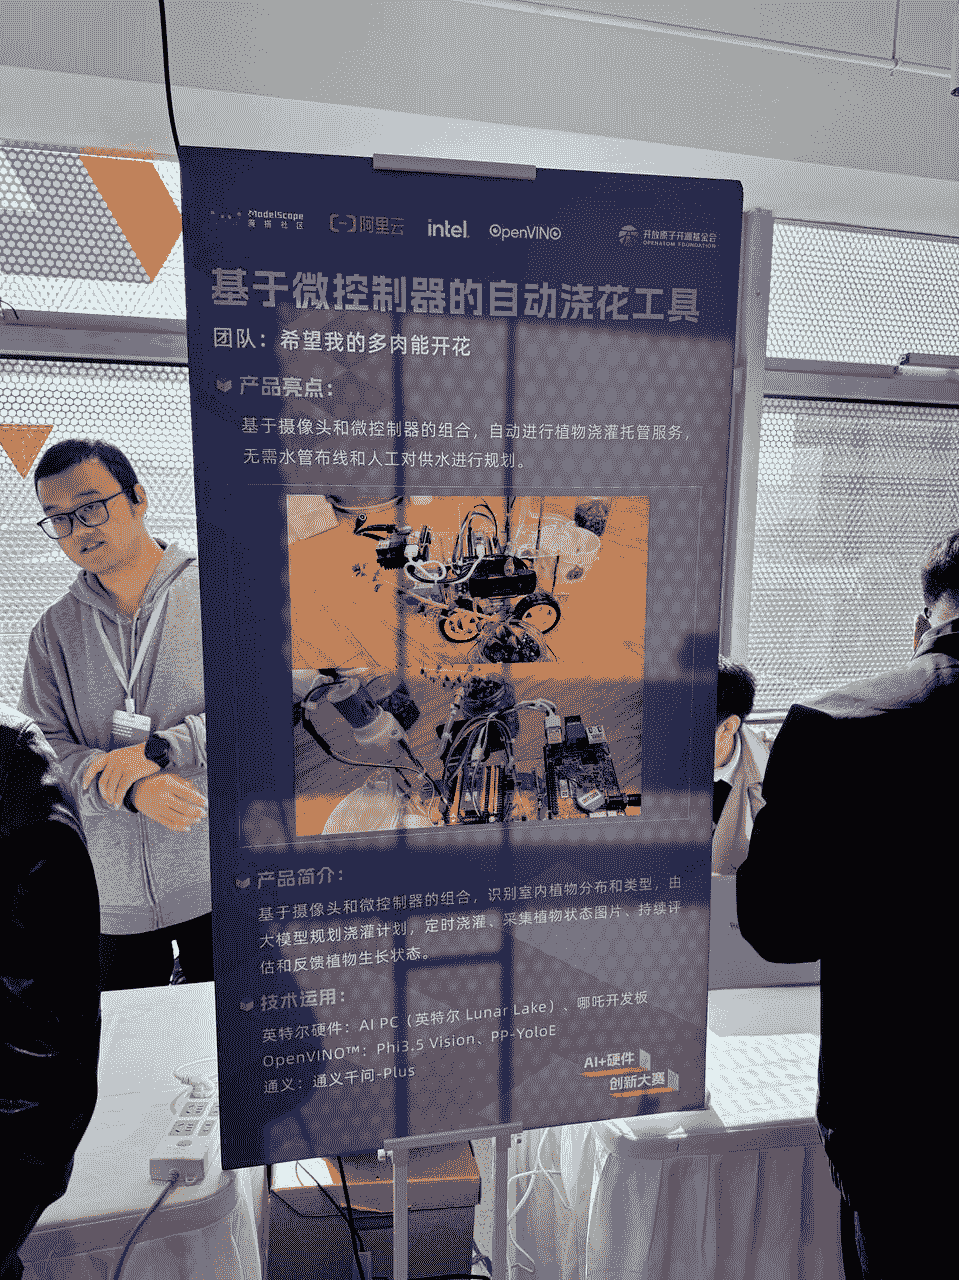 ModelScope
魔搭社区
阿里云
intel.
OpenVINO
开放原子开源基金会
OPENATOM FOUNDATION
基于微控制器的自动浇花工具
团队：希望我的多肉能开花
产品亮点：
基于摄像头和微控制器的组合，自动进行植物浇灌托管服务，
无需水管布线和人工对供水进行规划。
产品简介：
基于摄像头和微控制器的组合，识别室内植物分布和类型，由
大模型规划浇灌计划，定时浇灌、采集植物状态图片、持续评
估和反馈植物生长状态。
技术运用：
英特尔硬件：AI PC（英特尔 Lunar Lake）、哪吒开发板
OpenVINO™：Phi3.5 Vision、PP-YoloE
通义：通义千问-Plus
AI+硬件
创新大赛